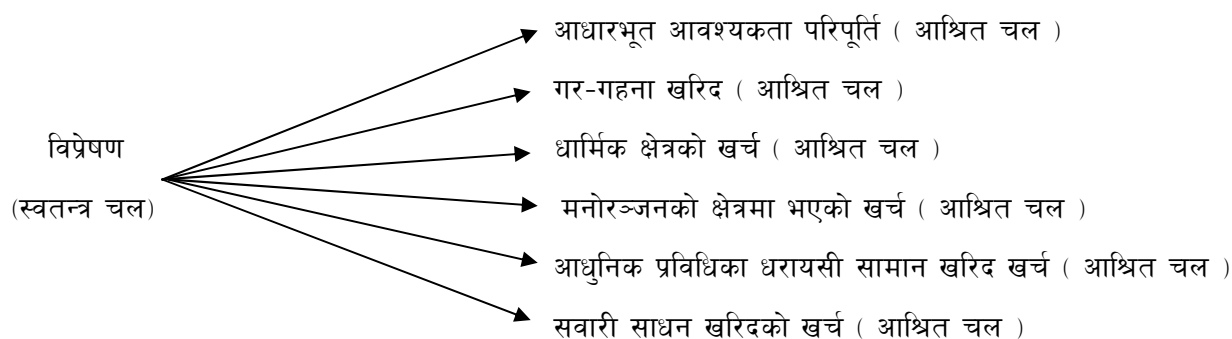 आधारभूत आवश्यकता परिपूर्ति ( आश्रित चल )
गर-गहना खरिद ( आश्रित चल )
विप्रेषण
धार्मिक क्षेत्रको खर्च ( आश्रित चल )
(स्वतन्त्र चल)
मनोरञ्जनको क्षेत्रमा भएको खर्च ( आश्रित चल )
आधुनिक प्रविधिका धरायसी सामान खरिद खर्च ( आश्रित चल )
सवारी साधन खरिदको खर्च ( आश्रित चल )